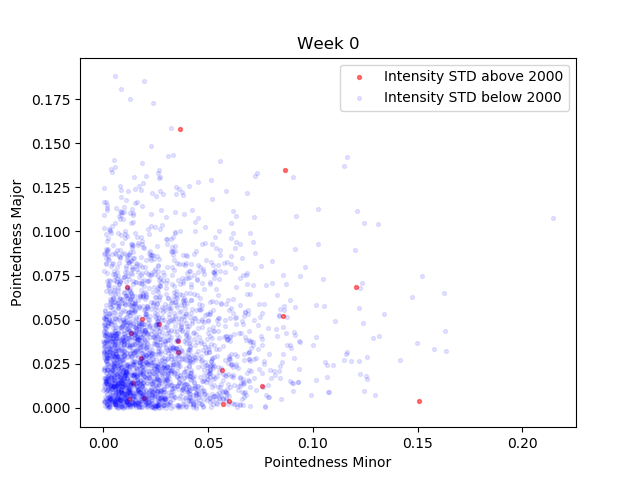 Week 0
Intensity STD above 2000
Intensity STD below 2000
0.175
0.150
0.125
0.100
0.075
0.050
0.025
0.000
Pointedness Major
0.00 0.05 0.10 0.15 0.20
Pointedness Minor